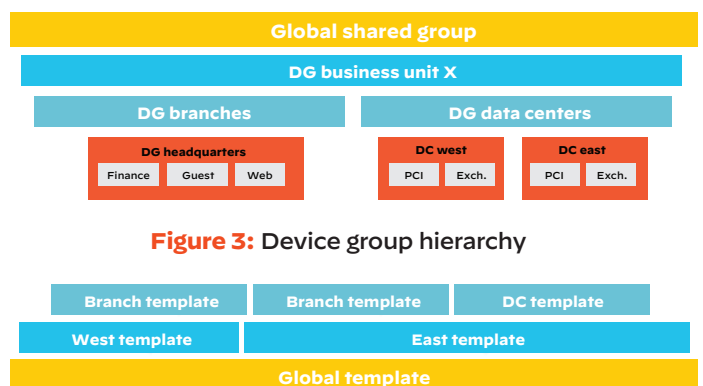 Global shared group
DG business unit X
DG branches DG data centers
DG headquarters DC west DC east
Finance Guest Web PCI Exch. PCI Exch.
Figure 3: Device group hierarchy
Branch template Branch template DC template
West template East template
Global template